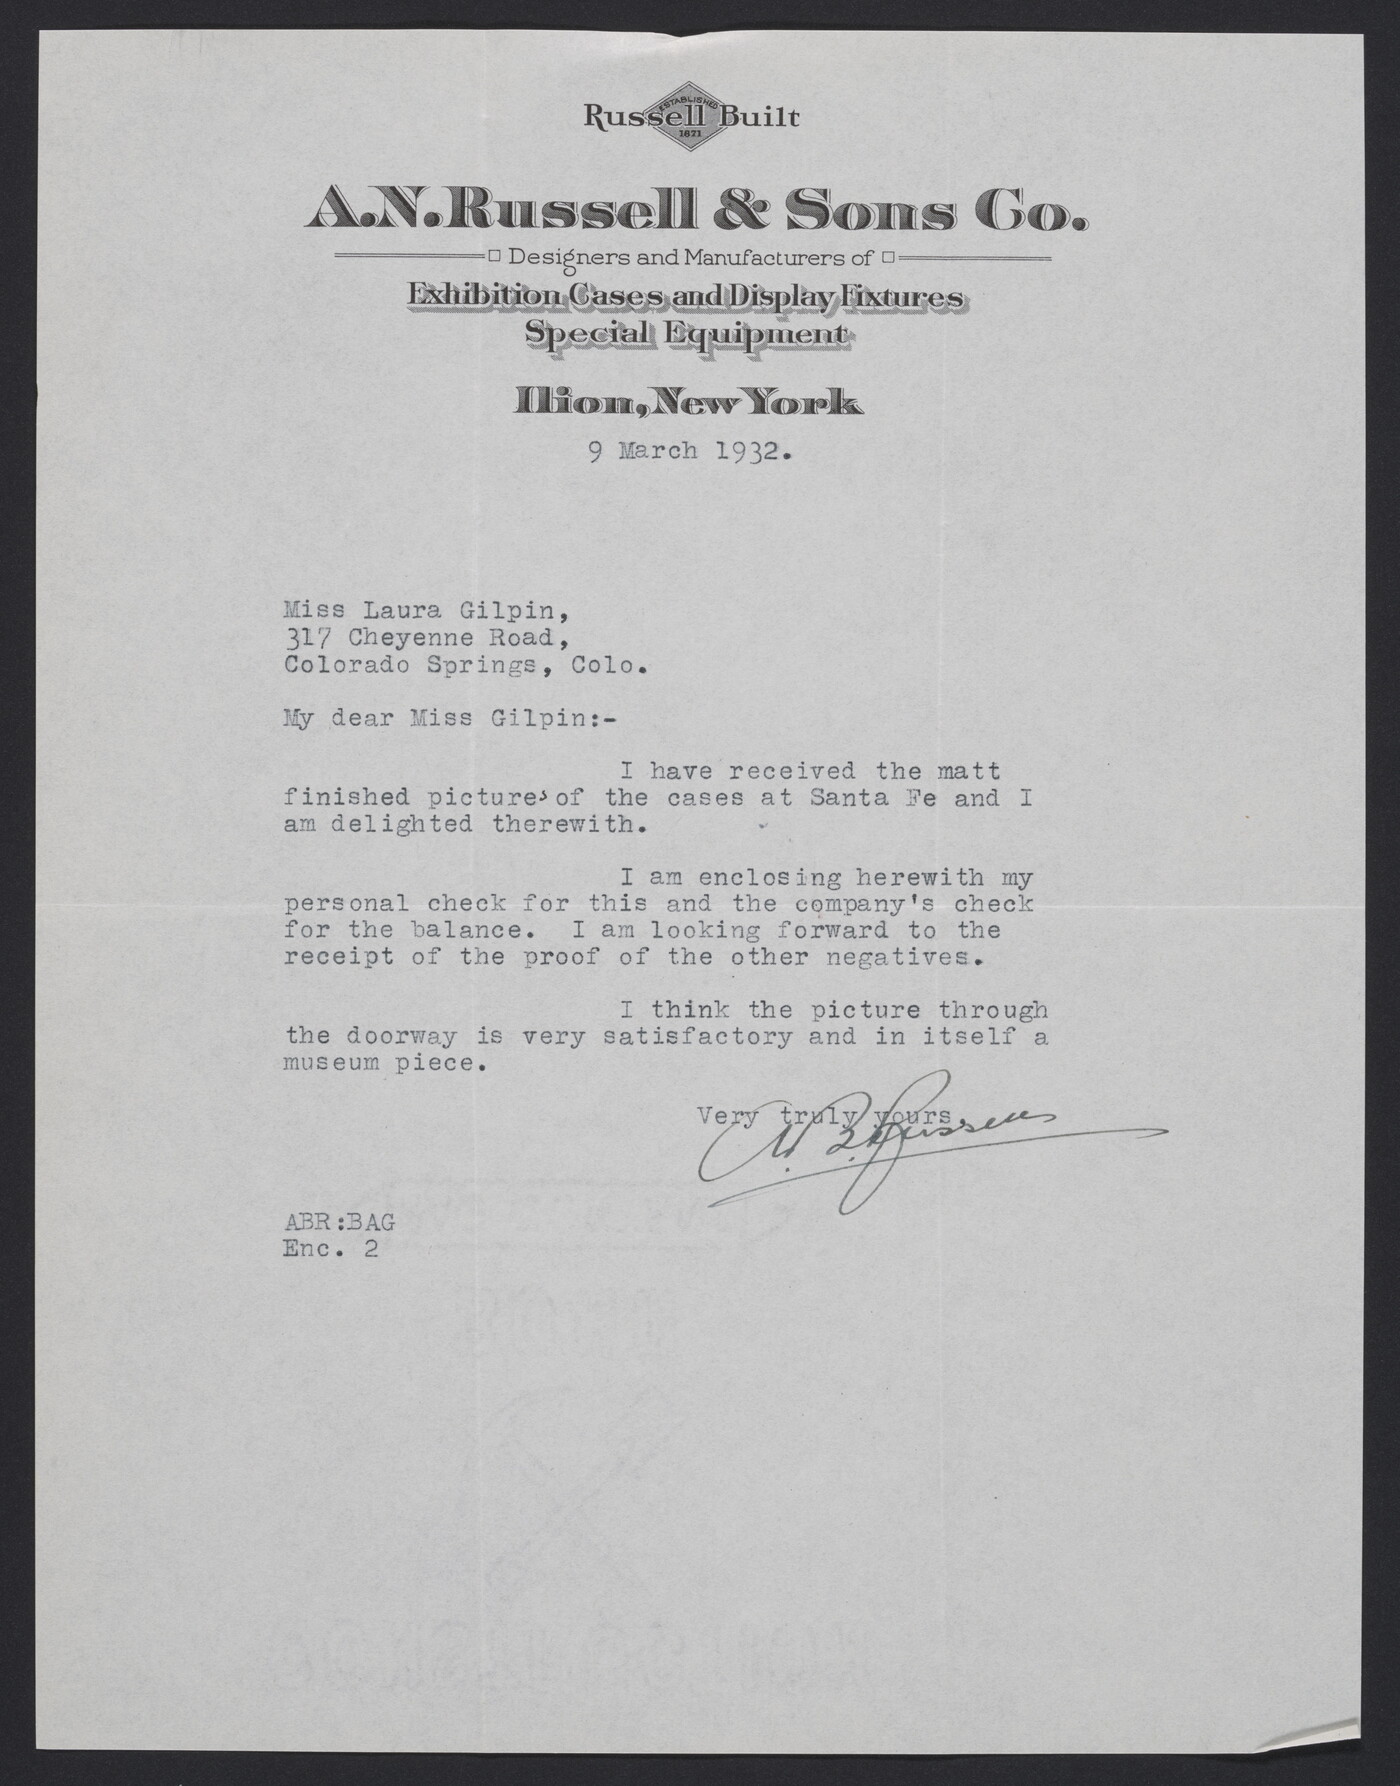 Russell Built
ESTABLISHED
1871
A.N. Russell & Sons Co.
Designers and Manufacturers of
Exhibition Cases and Display Fixtures
Special Equipment
Ilion, New York
9 March 1932.
Miss Laura Gilpin,
317 Cheyenne Road,
Colorado Springs, Colo.
My dear Miss Gilpin:-
I have received the matt
finished pictures of the cases at Santa Fe and I
am delighted therewith.
I am enclosing herewith my
personal check for this and the company's check
for the balance. I am looking forward to the
receipt of the proof of the other negatives.
I think the picture through
the doorway is very satisfactory and in itself a
museum piece.
Very truly yours,
A. B. Russell
ABR:BAG
Enc. 2